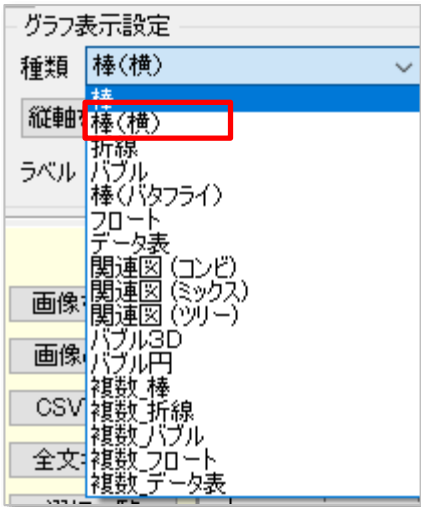 グラフ表示設定
種類 棒(横)
棒
縦軸
棒(横)
折線
ラベル
バブル
棒(バタフライ)
フロート
データ表
関連図(コンビ)
関連図(ミックス)
画像
関連図(ツリー)
バブル3D
画像
バブル円
複数_棒
CSV
複数_折線
複数_バブル
全文
複数_フロート
複数_データ表